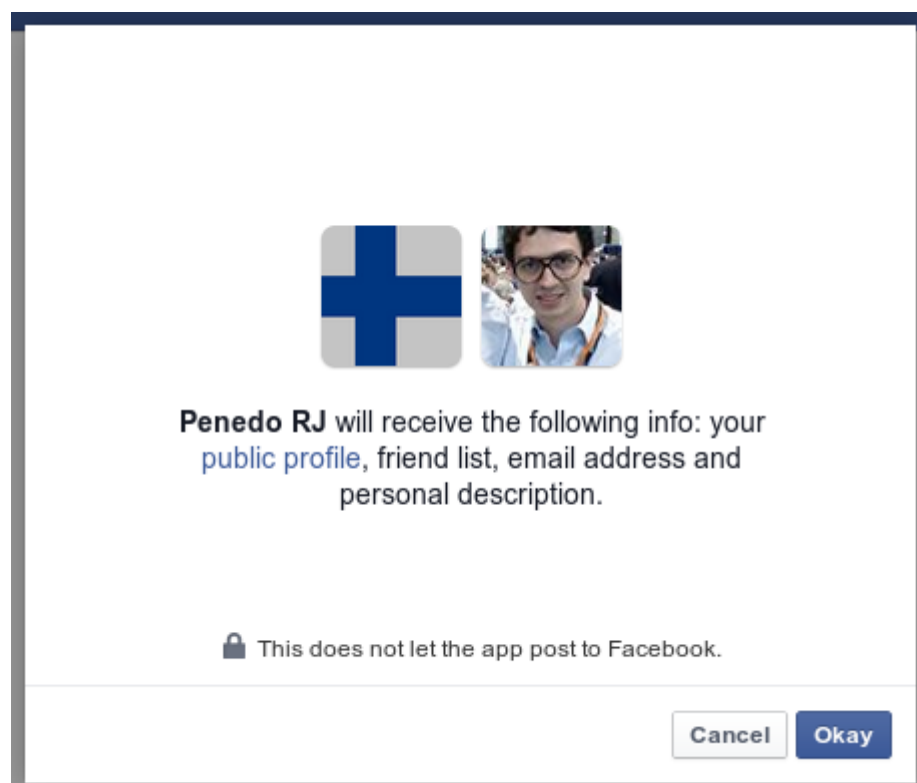 Penedo RJ will receive the following info: your
public profile, friend list, email address and
personal description.
This does not let the app post to Facebook.
Cancel
Okay